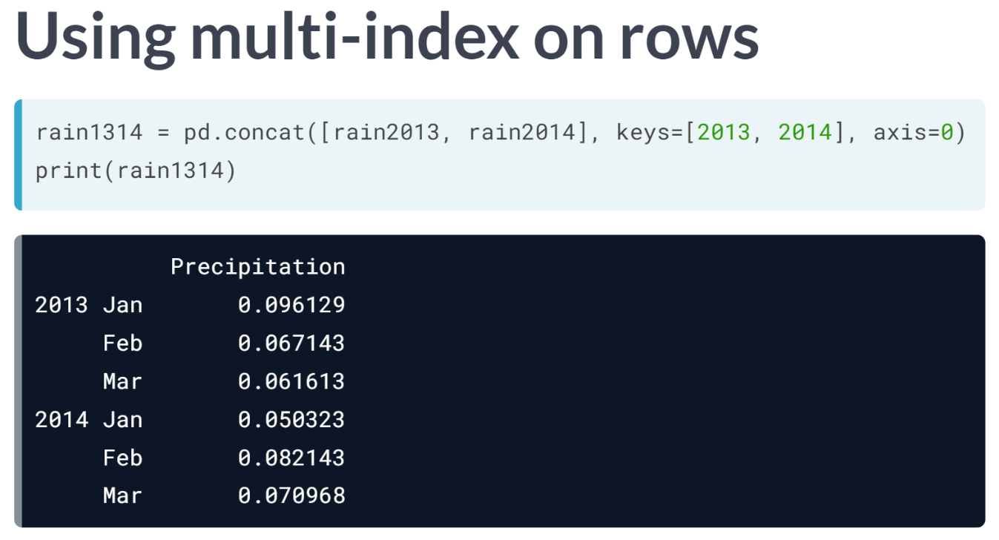 Using multi-index on rows
rain1314 = pd.concat([rain2013, rain2014], keys=[2013, 2014], axis=0)
print(rain1314)
Precipitation
2013 Jan 0.096129
Feb 0.067143
Mar 0.061613
2014 Jan 0.050323
Feb 0.082143
Mar 0.070968